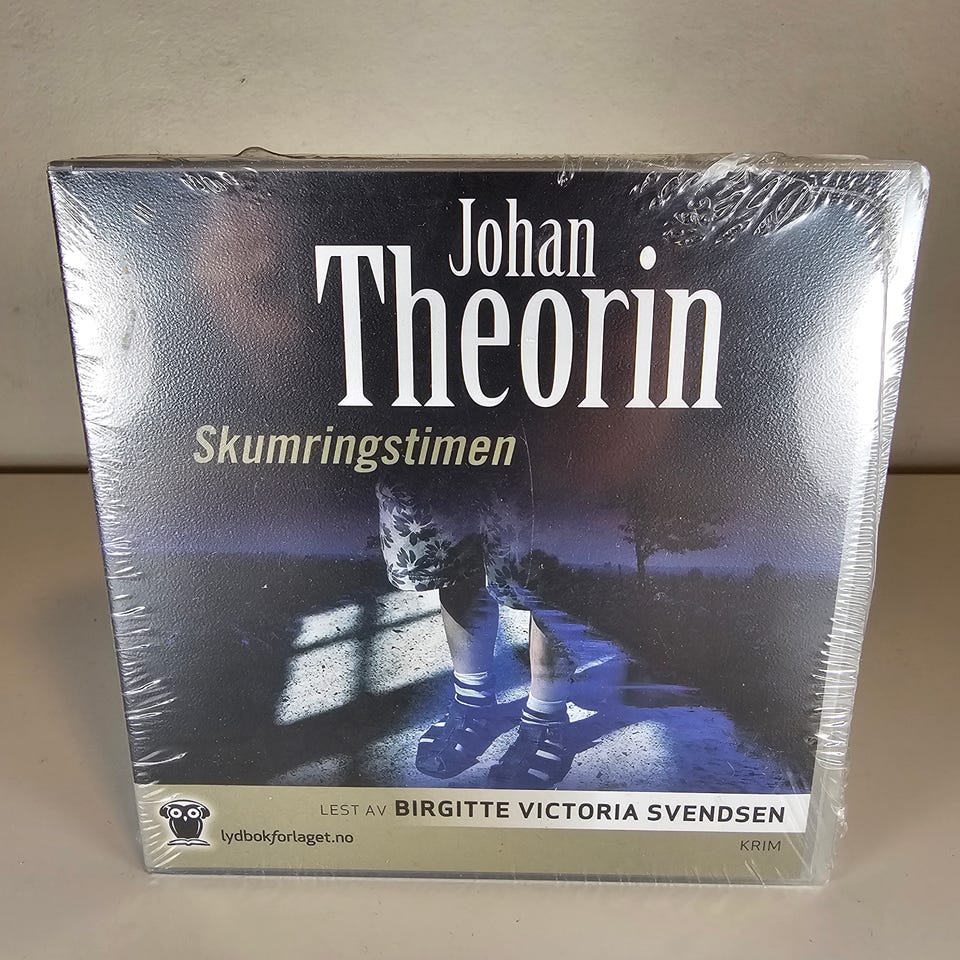 Johan
Theorin
Skumringstimen
LEST AV BIRGITTE VICTORIA SVENDSEN
lydbokforlaget.no
KRIM